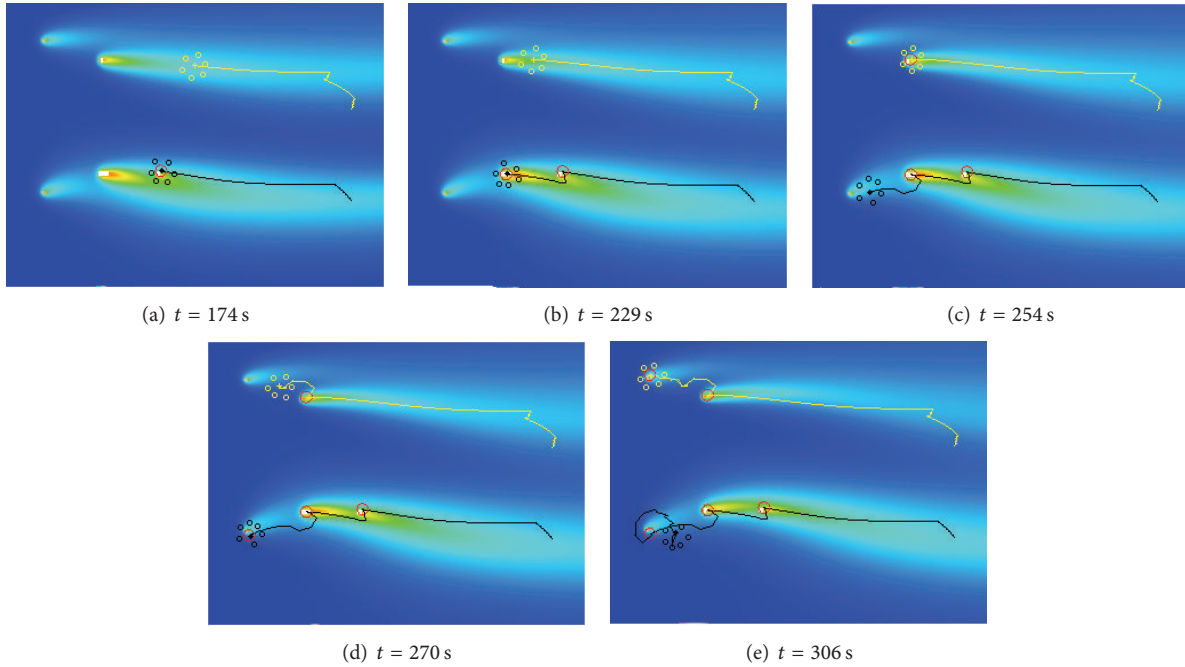 (a) t = 174 s
(b) t = 229 s
(c) t = 254 s
(d) t = 270 s
(e) t = 306 s